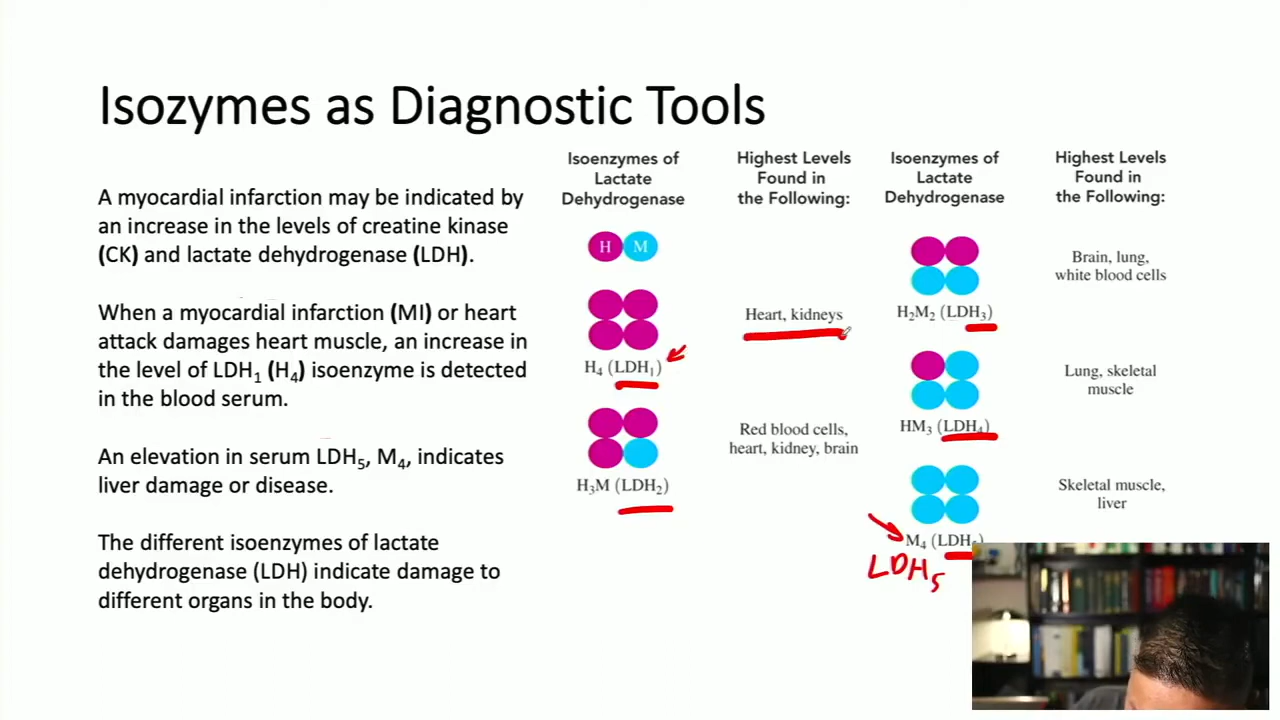 Isozymes as Diagnostic Tools
A myocardial infarction may be indicated by
an increase in the levels of creatine kinase
(CK) and lactate dehydrogenase (LDH).
When a myocardial infarction (MI) or heart
attack damages heart muscle, an increase in
the level of LDH₁ (H₄) isoenzyme is detected
in the blood serum.
An elevation in serum LDH₅, M₄, indicates
liver damage or disease.
The different isoenzymes of lactate
dehydrogenase (LDH) indicate damage to
different organs in the body.
Isoenzymes of
Lactate
Dehydrogenase
Highest Levels
Found in
the Following:
H M
H₄ (LDH₁)
Heart, kidneys
H₃M (LDH₂)
Red blood cells,
heart, kidney, brain
Isoenzymes of
Lactate
Dehydrogenase
Highest Levels
Found in
the Following:
H₂M₂ (LDH₃)
Brain, lung,
white blood cells
HM₃ (LDH₄)
Lung, skeletal
muscle
M₄ (LDH₅)
Skeletal muscle,
liver
LDH₅